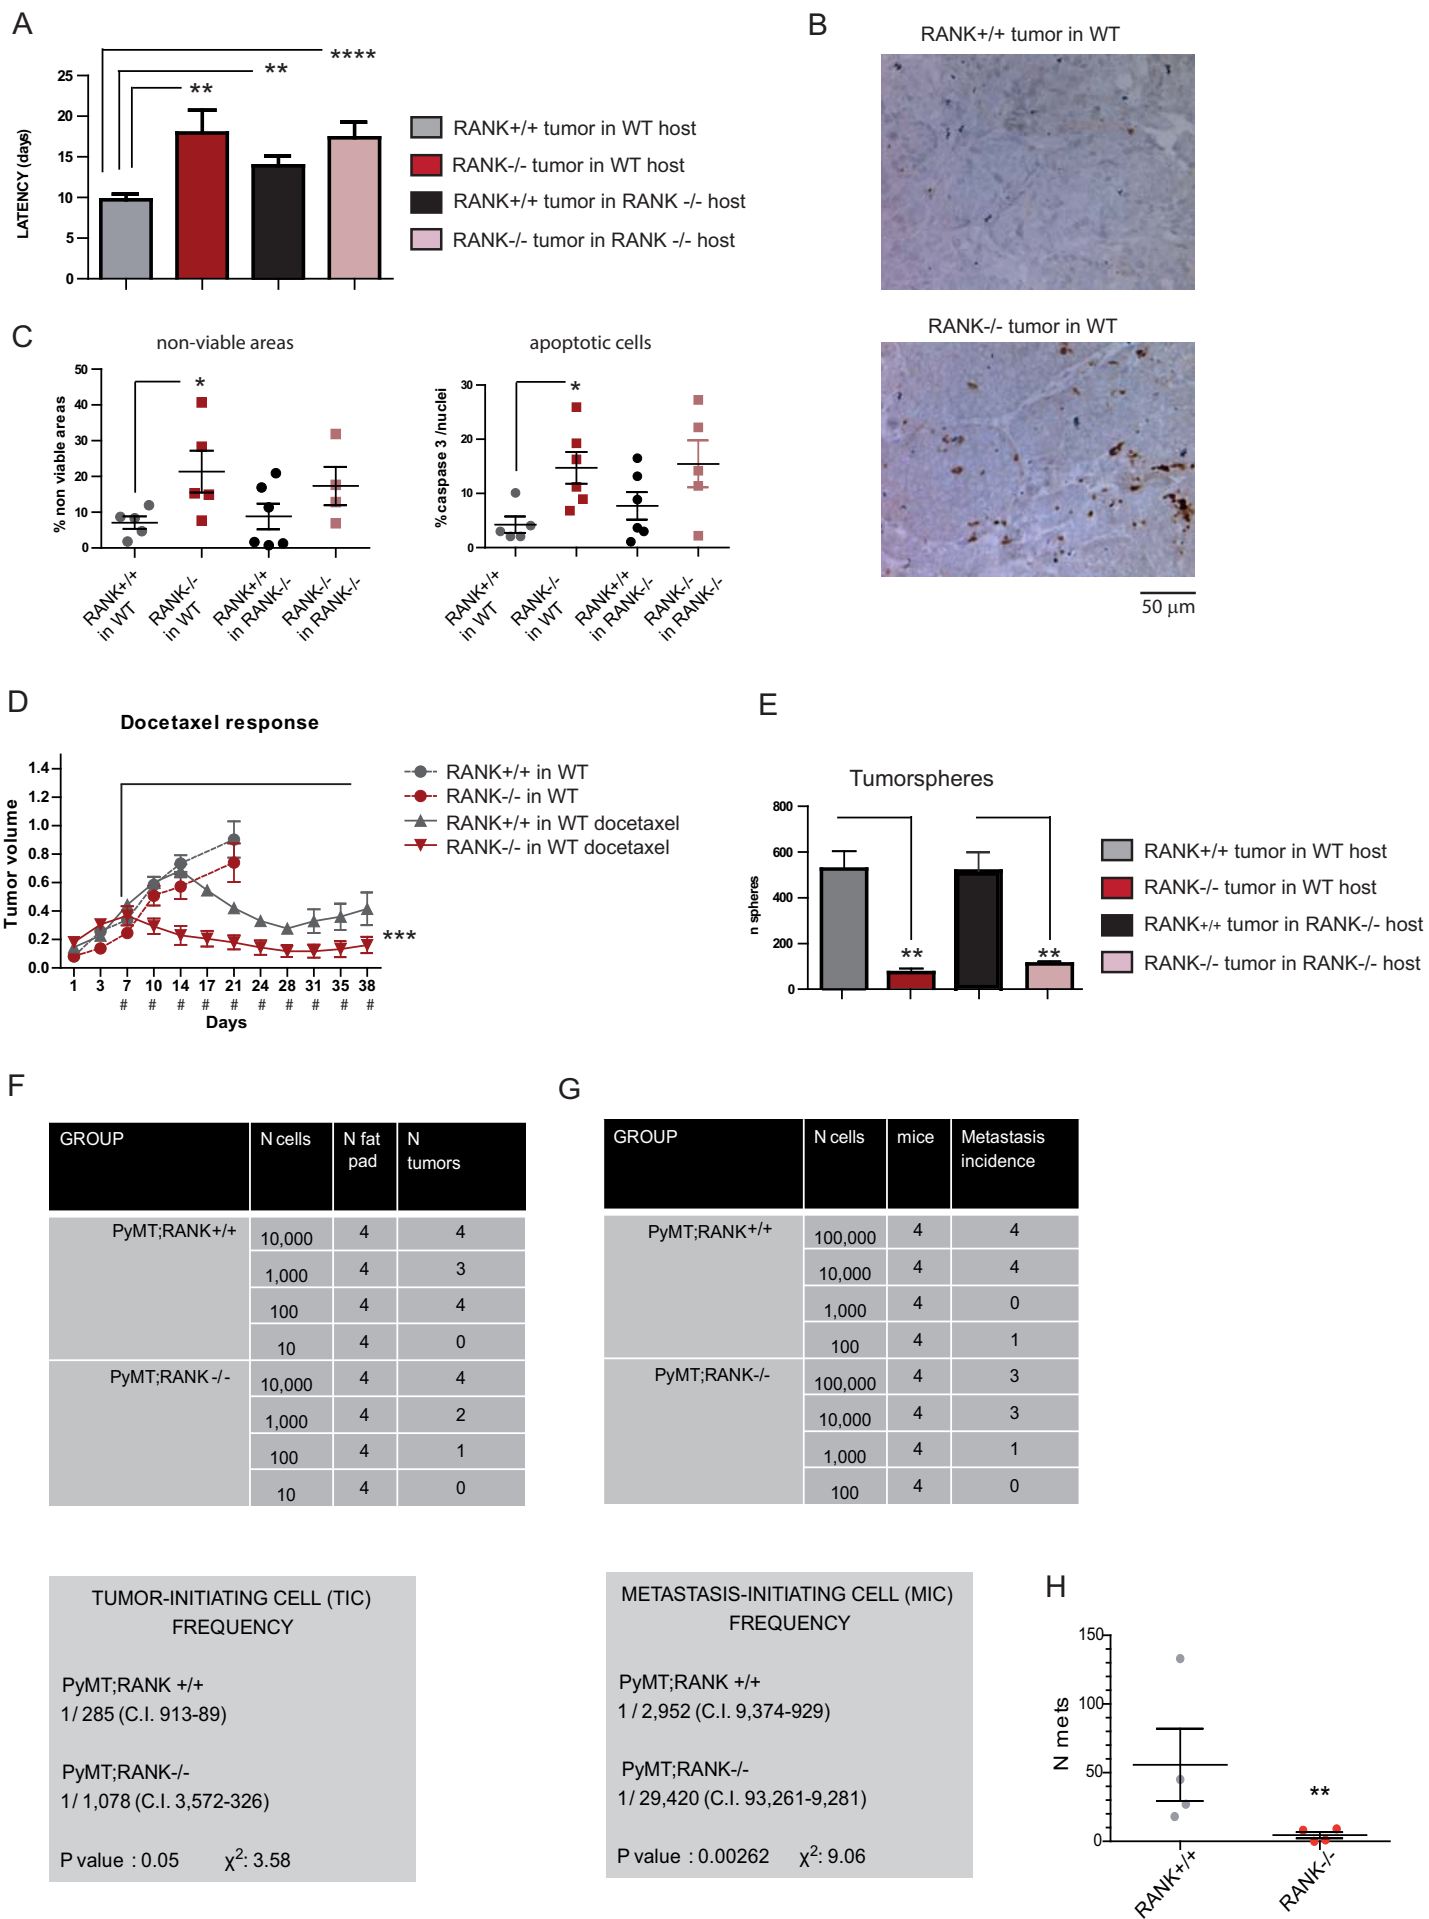 A
25
20
15
10
5
0
LATENCY (days)
**
**
****
RANK+/+ tumor in WT host
RANK-/- tumor in WT host
RANK+/+ tumor in RANK -/- host
RANK-/- tumor in RANK -/- host
B
RANK+/+ tumor in WT
RANK-/- tumor in WT
50 μm
C
non-viable areas
% non viable areas
50
40
30
20
10
0
*
RANK+/+ in WT
RANK-/- in WT
RANK+/+ in RANK-/-
RANK-/- in RANK-/-
apoptotic cells
%caspase 3 /nuclei
30
20
10
0
*
RANK+/+ in WT
RANK-/- in WT
RANK+/+ in RANK-/-
RANK-/- in RANK-/-
D
Docetaxel response
Tumor volume
1.4
1.2
1.0
0.8
0.6
0.4
0.2
0.0
1 3 7 10 14 17 21 24 28 31 35 38
# # # # # # # # # #
Days
***
RANK+/+ in WT
RANK-/- in WT
RANK+/+ in WT docetaxel
RANK-/- in WT docetaxel
E
Tumorspheres
n spheres
800
600
400
200
0
**
**
RANK+/+ tumor in WT host
RANK-/- tumor in WT host
RANK+/+ tumor in RANK-/- host
RANK-/- tumor in RANK-/- host
F
GROUP N cells N fat pad N tumors
PyMT;RANK+/+ 10,000 4 4
1,000 4 3
100 4 4
10 4 0
PyMT;RANK-/- 10,000 4 4
1,000 4 2
100 4 1
10 4 0
TUMOR-INITIATING CELL (TIC)
FREQUENCY
PyMT;RANK +/+
1/ 285 (C.I. 913-89)
PyMT;RANK-/-
1/ 1,078 (C.I. 3,572-326)
P value : 0.05 χ2: 3.58
G
GROUP N cells mice Metastasis incidence
PyMT;RANK+/+ 100,000 4 4
10,000 4 4
1,000 4 0
100 4 1
PyMT;RANK-/- 100,000 4 3
10,000 4 3
1,000 4 1
100 4 0
METASTASIS-INITIATING CELL (MIC)
FREQUENCY
PyMT;RANK +/+
1/ 2,952 (C.I. 9,374-929)
PyMT;RANK-/-
1/ 29,420 (C.I. 93,261-9,281)
P value : 0.00262 χ2: 9.06
H
N mets
150
100
50
0
**
RANK+/+
RANK-/-